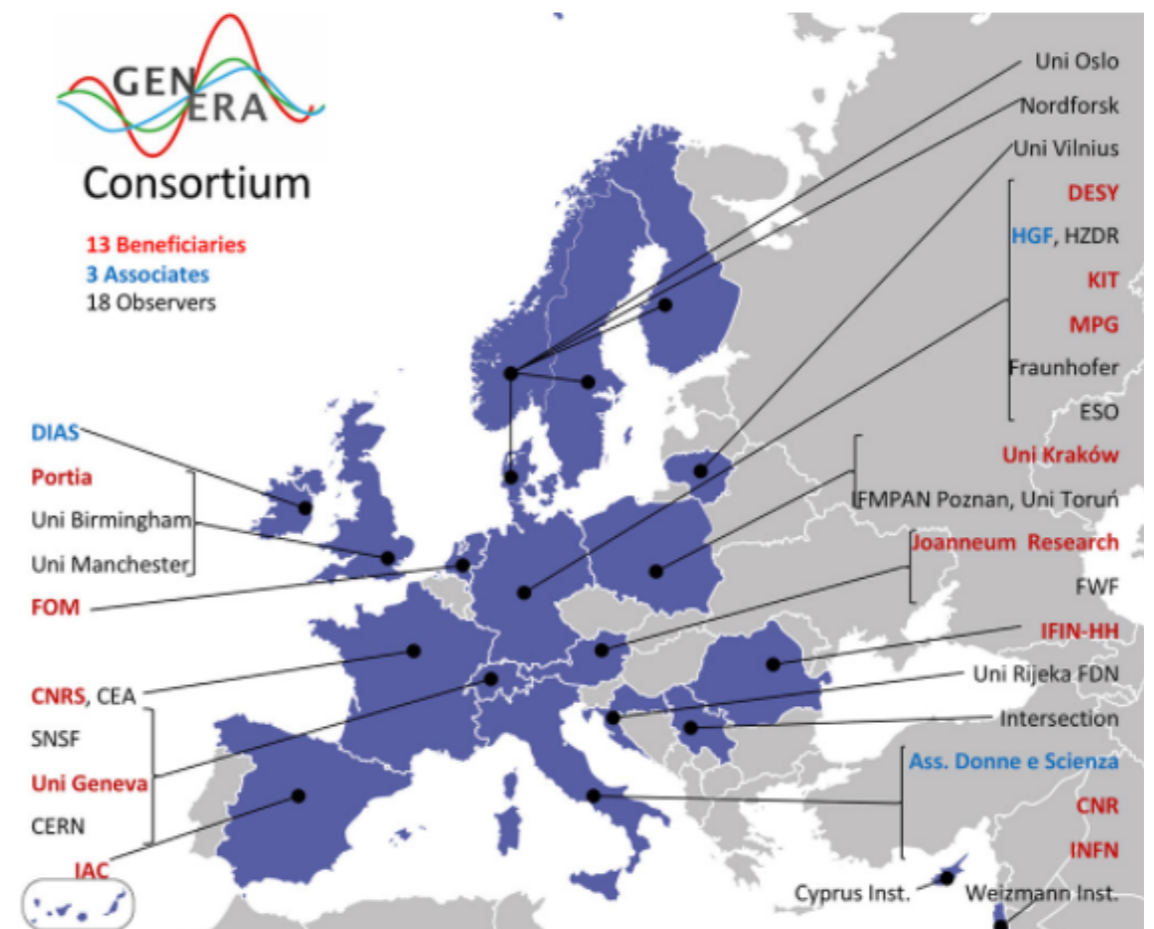 GENERA
Consortium
13 Beneficiaries
3 Associates
18 Observers
DIAS
Portia
Uni Birmingham
Uni Manchester
FOM
CNRS, CEA
SNSF
Uni Geneva
CERN
IAC
Uni Oslo
Nordforsk
Uni Vilnius
DESY
HGF, HZDR
KIT
MPG
Fraunhofer
ESO
Uni Kraków
IFMPAN Poznan, Uni Toruń
Joanneum Research
FWF
IFIN-HH
Uni Rijeka FDN
Intersection
Ass. Donne e Scienza
CNR
INFN
Cyprus Inst.
Weizmann Inst.